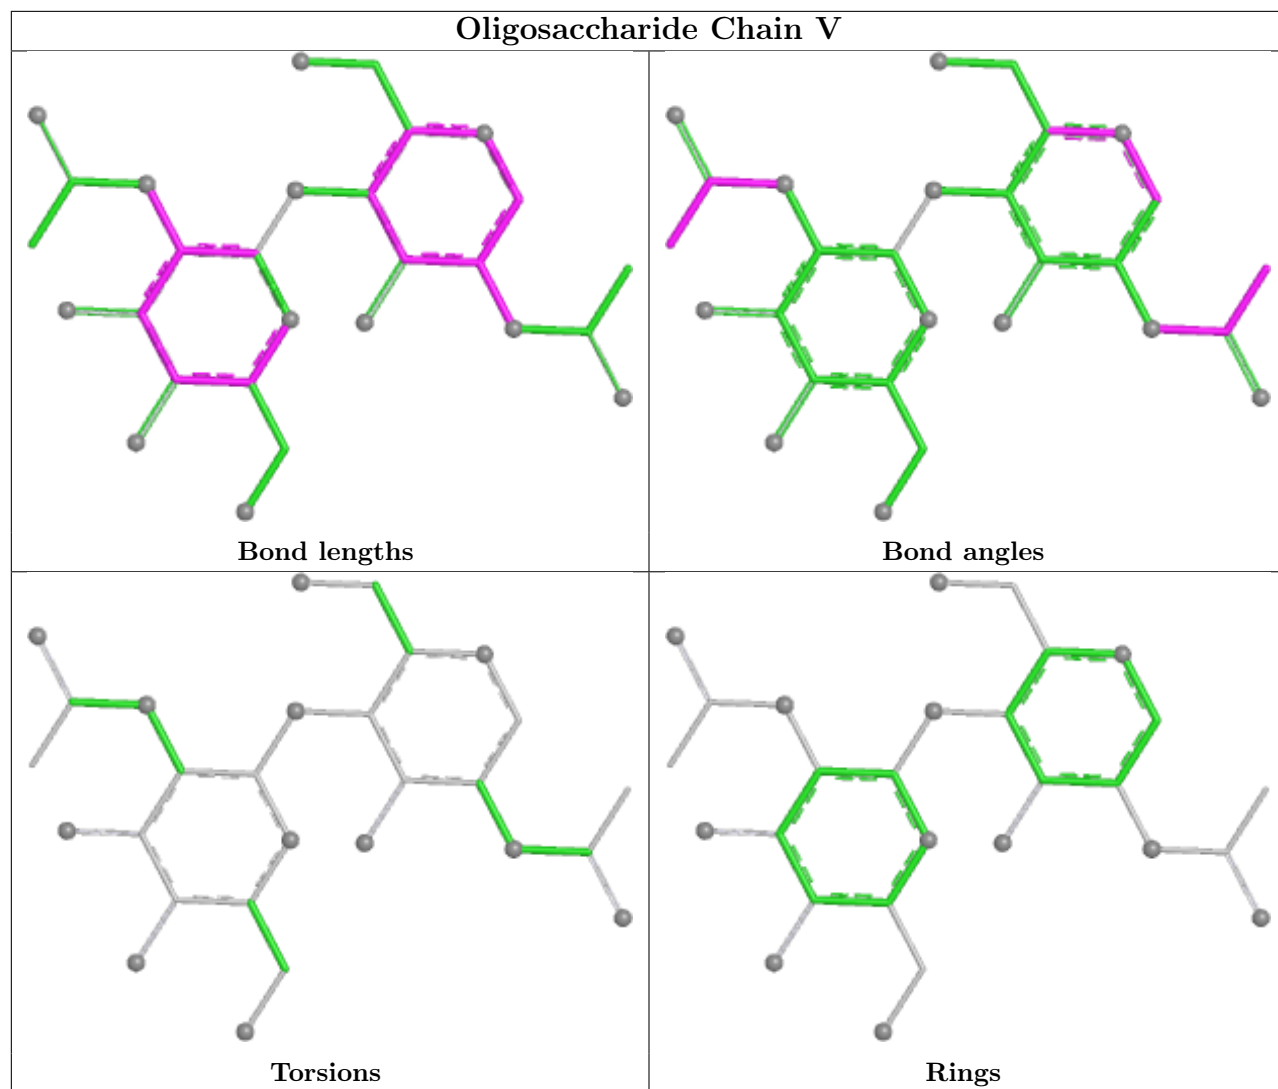 Oligosaccharide Chain V
Bond lengths
Bond angles
Torsions
Rings